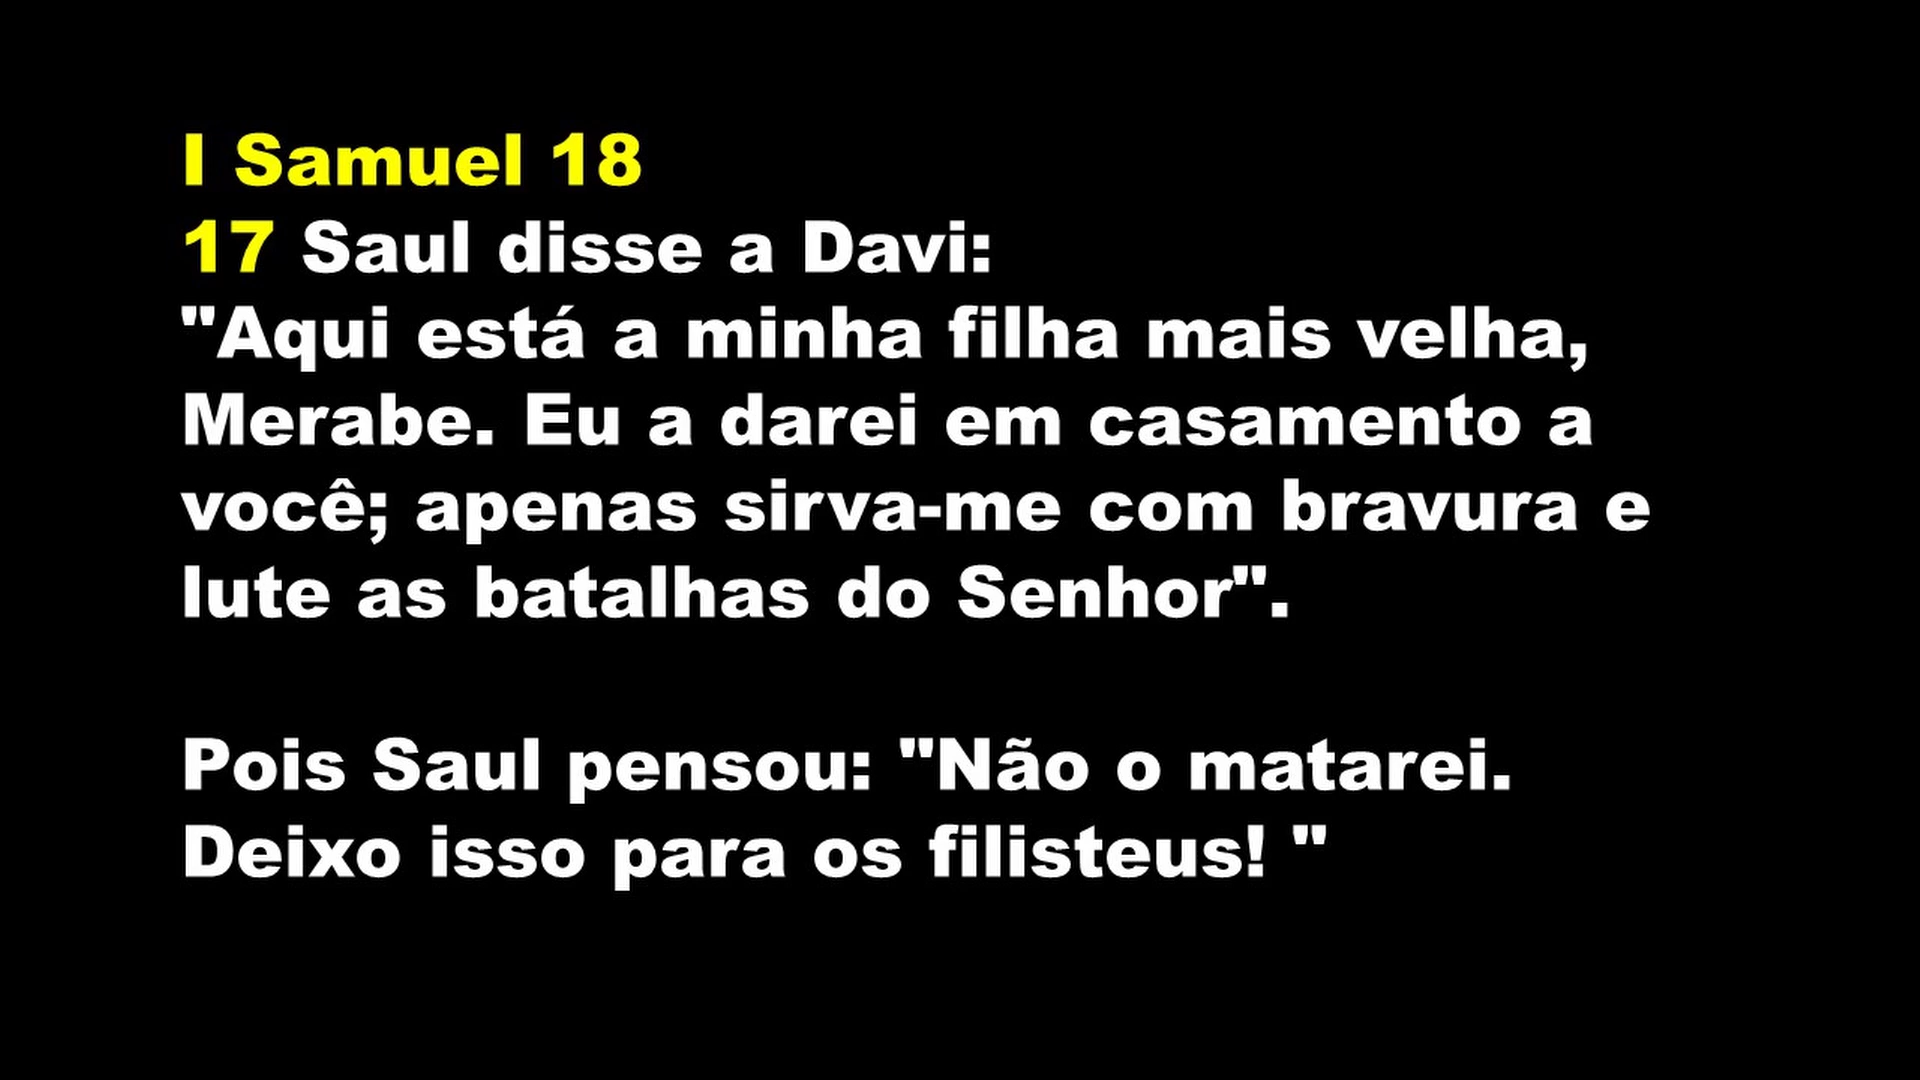 I Samuel 18
17 Saul disse a Davi:
"Aqui está a minha filha mais velha,
Merabe. Eu a darei em casamento a
você; apenas sirva-me com bravura e
lute as batalhas do Senhor".
Pois Saul pensou: "Não o matarei.
Deixo isso para os filisteus! "